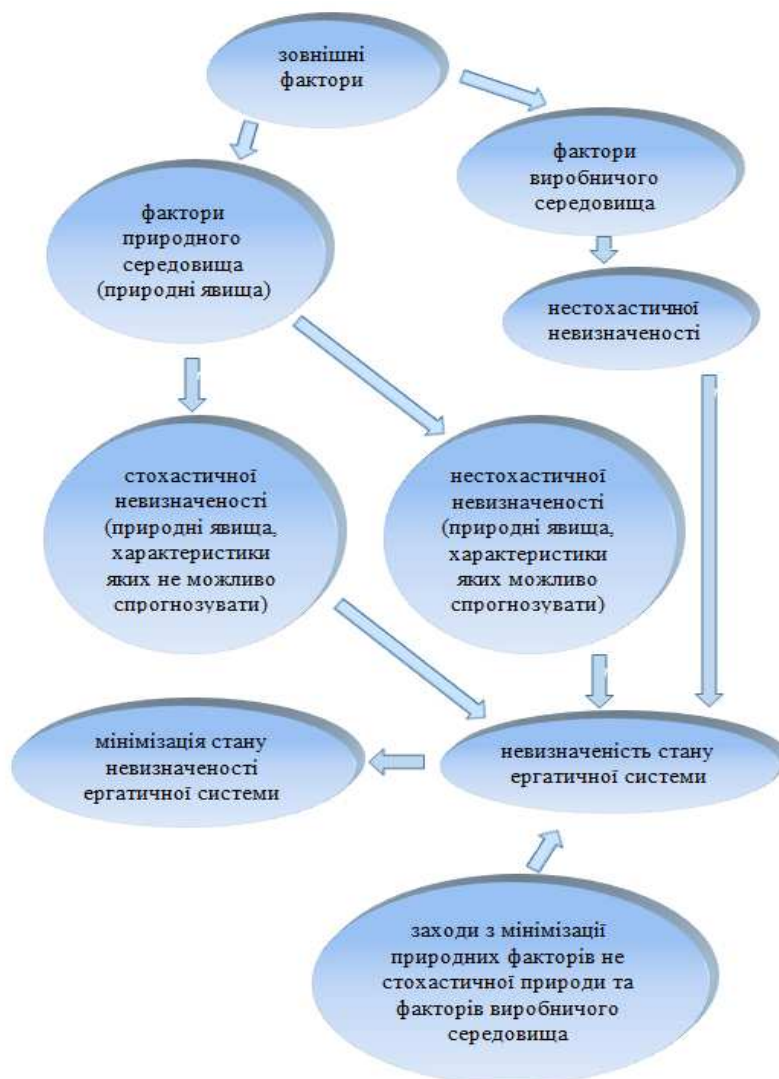 зовнішні
фактори
фактори
виробничого
середовища
фактори
природного
середовища
(природні явища)
нестохастичної
невизначеності
стохастичної
невизначеності
(природні явища,
характеристики
яких не можливо
спрогнозувати)
нестохастичної
невизначеності
(природні явища,
характеристики
яких можливо
спрогнозувати)
мінімізація стану
невизначеності
ергатичної системи
невизначеність стану
ергатичної системи
заходи з мінімізації
природних факторів не
стохастичної природи та
факторів виробничого
середовища